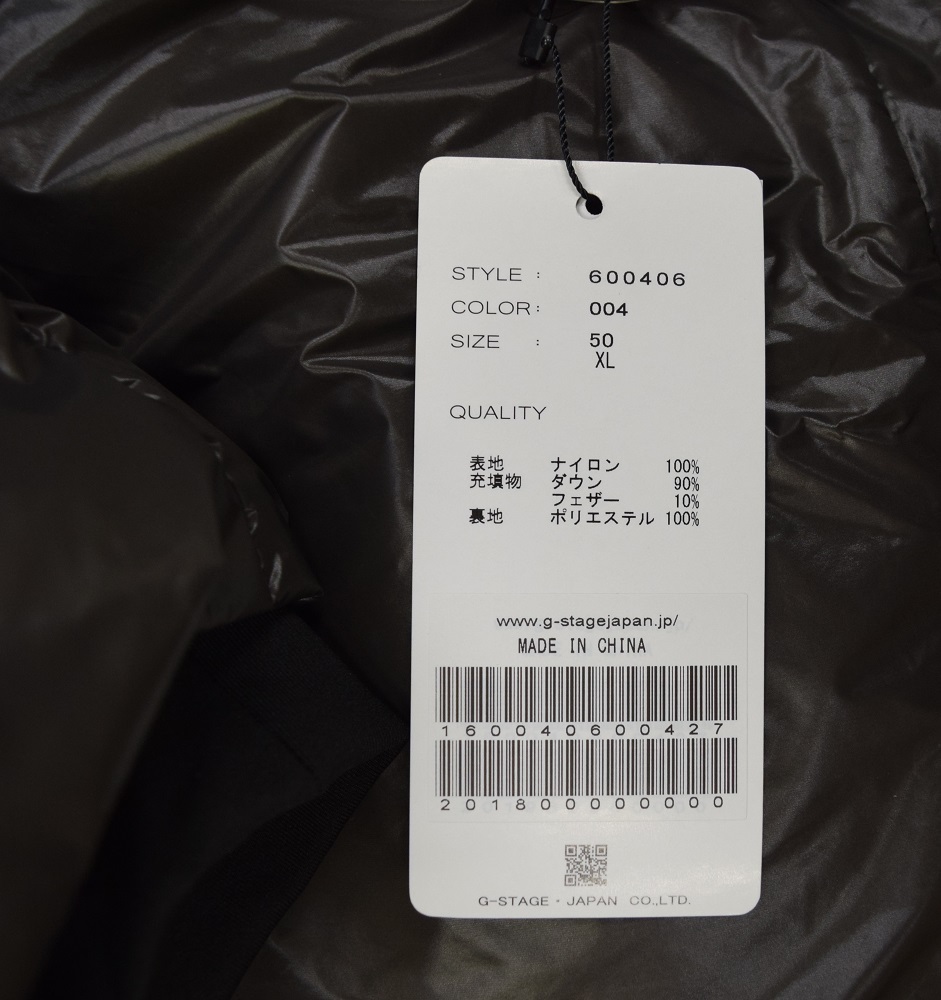 STYLE : 600406
COLOR: 004
SIZE : 50
XL
QUALITY
表地 ナイロン 100%
充填物 ダウン 90%
フェザー 10%
裏地 ポリエステル 100%
www.g-stagejapan.jp/
MADE IN CHINA
160040600427
201800000000
G-STAGE・JAPAN CO.,LTD.